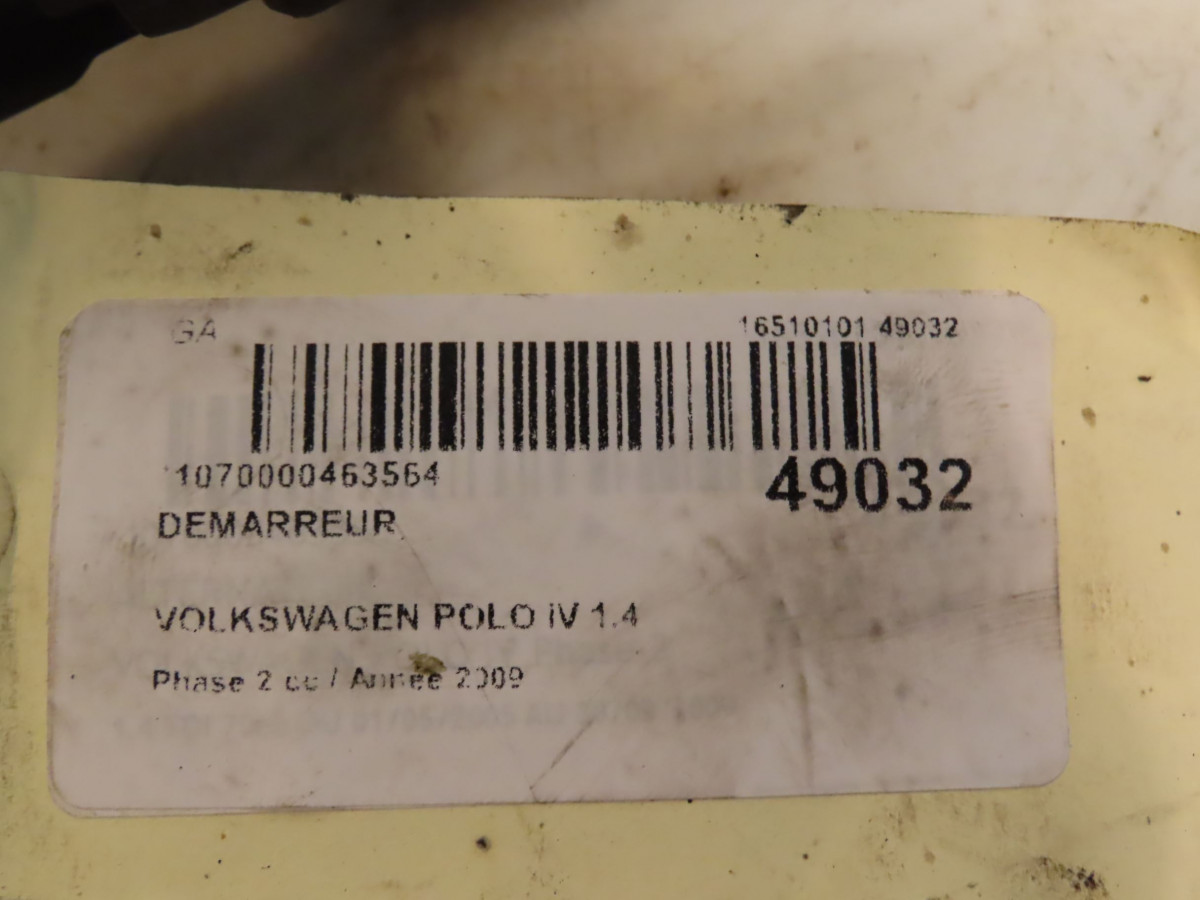 GA
16510101 49032
1070000463564
49032
DEMARREUR
VOLKSWAGEN POLO IV 1.4
Phase 2 cc / Année 2009